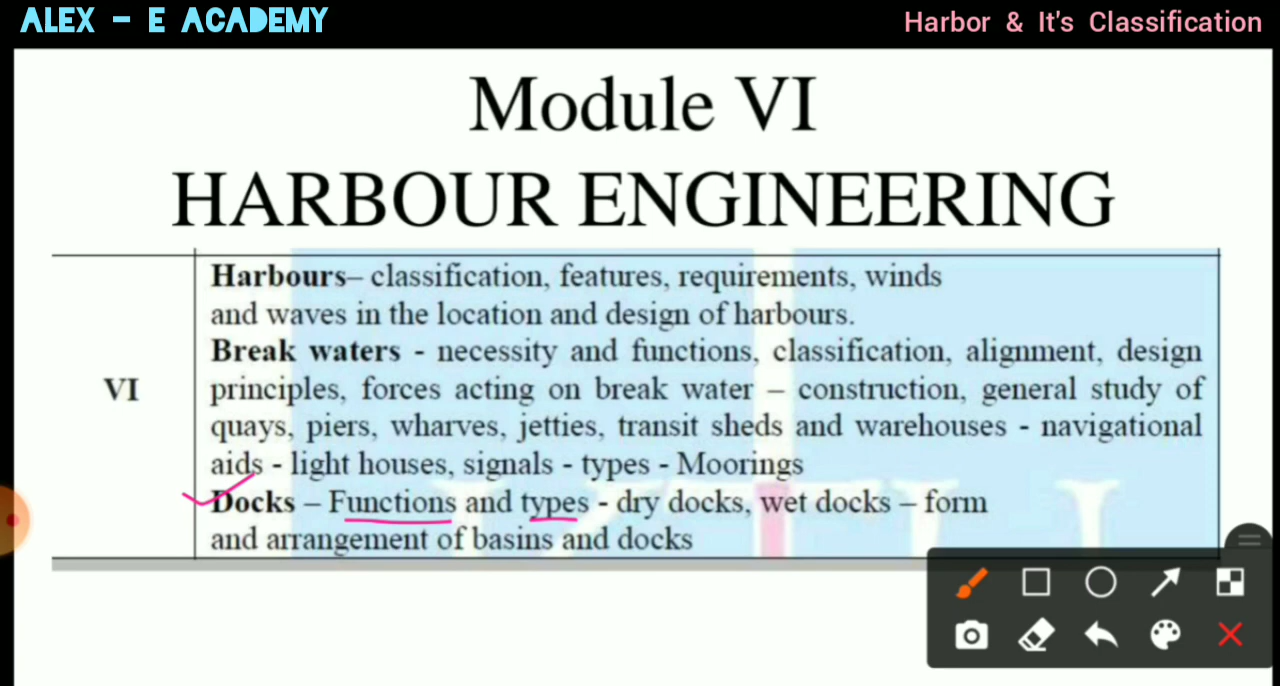 ALEX - E ACADEMY
Harbor & It's Classification
Module VI
HARBOUR ENGINEERING
VI
Harbours– classification, features, requirements, winds
and waves in the location and design of harbours.
Break waters - necessity and functions, classification, alignment, design
principles, forces acting on break water – construction, general study of
quays, piers, wharves, jetties, transit sheds and warehouses - navigational
aids - light houses, signals - types - Moorings
Docks – Functions and types - dry docks, wet docks – form
and arrangement of basins and docks